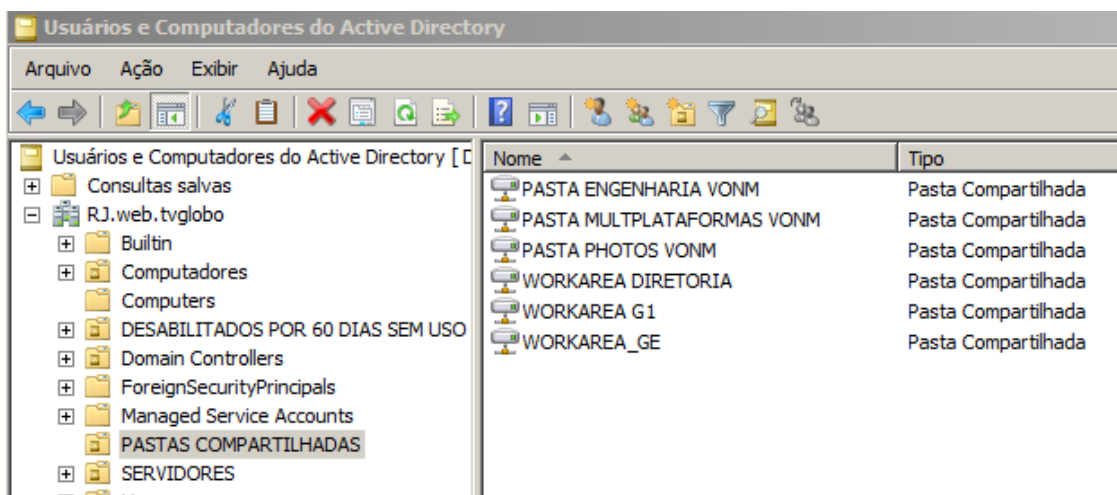 Usuários e Computadores do Active Directory
Arquivo Ação Exibir Ajuda
Usuários e Computadores do Active Directory [ D
Consultas salvas
RJ.web.tvglobo
Builtin
Computadores
Computers
DESABILITADOS POR 60 DIAS SEM USO
Domain Controllers
ForeignSecurityPrincipals
Managed Service Accounts
PASTAS COMPARTILHADAS
SERVIDORES
Nome Tipo
PASTA ENGENHARIA VONM Pasta Compartilhada
PASTA MULTPLATAFORMAS VONM Pasta Compartilhada
PASTA PHOTOS VONM Pasta Compartilhada
WORKAREA DIRETORIA Pasta Compartilhada
WORKAREA G1 Pasta Compartilhada
WORKAREA_GE Pasta Compartilhada